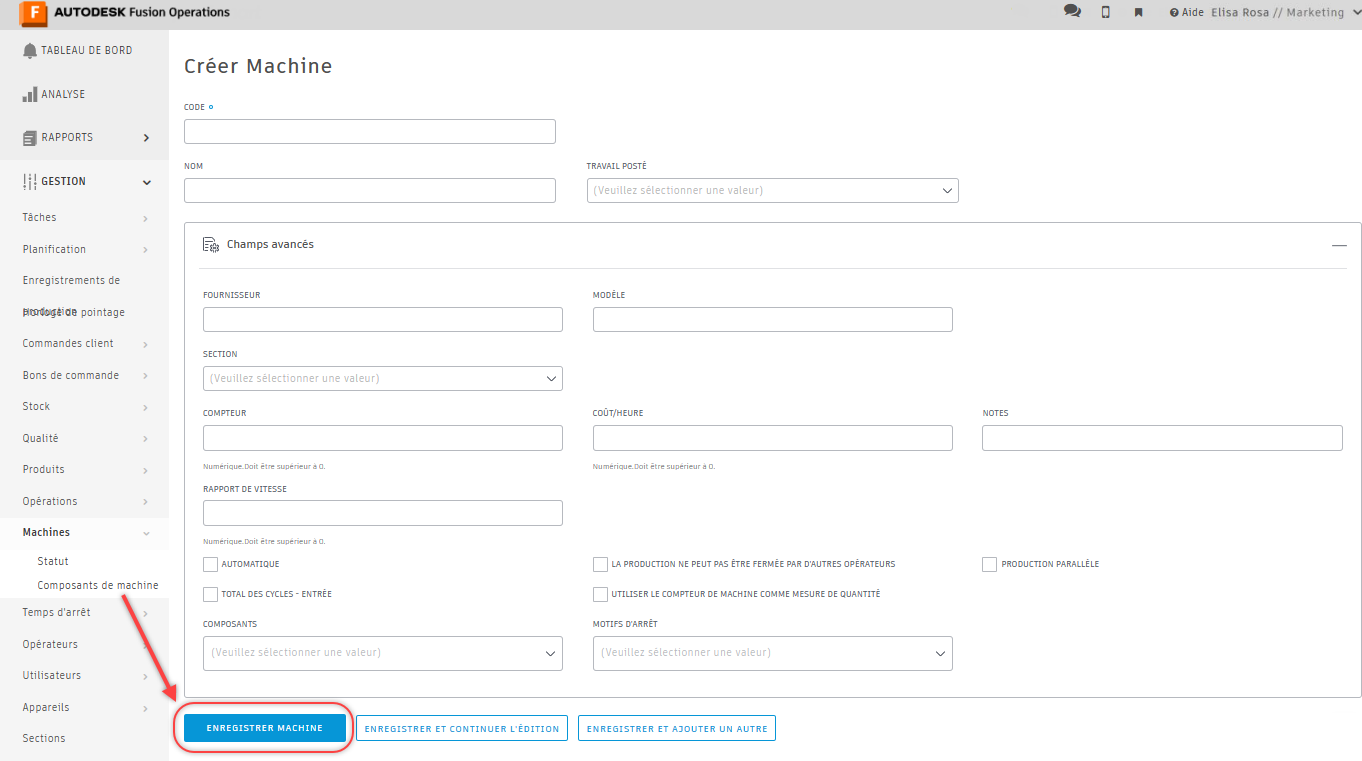 F AUTODESK Fusion Operations
Aide Elisa Rosa // Marketing
TABLEAU DE BORD
ANALYSE
RAPPORTS
GESTION
Tâches
Planification
Enregistrements de
production
Horloge de pointage
Commandes client
Bons de commande
Stock
Qualité
Produits
Opérations
Machines
Statut
Composants de machine
Temps d'arrêt
Opérateurs
Utilisateurs
Appareils
Sections
Créer Machine
CODE
NOM
TRAVAIL POSTÉ
(Veuillez sélectionner une valeur)
Champs avancés
FOURNISSEUR
MODÈLE
SECTION
(Veuillez sélectionner une valeur)
COMPTEUR
COÛT/HEURE
NOTES
Numérique.Doit être supérieur à 0.
Numérique.Doit être supérieur à 0.
RAPPORT DE VITESSE
Numérique.Doit être supérieur à 0.
AUTOMATIQUE
LA PRODUCTION NE PEUT PAS ÊTRE FERMÉE PAR D'AUTRES OPÉRATEURS
PRODUCTION PARALLÈLE
TOTAL DES CYCLES - ENTRÉE
UTILISER LE COMPTEUR DE MACHINE COMME MESURE DE QUANTITÉ
COMPOSANTS
MOTIFS D'ARRÊT
(Veuillez sélectionner une valeur)
(Veuillez sélectionner une valeur)
ENREGISTRER MACHINE
ENREGISTRER ET CONTINUER L'ÉDITION
ENREGISTRER ET AJOUTER UN AUTRE